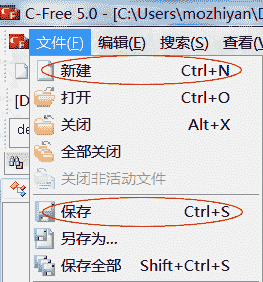 C-Free 5.0 - [C:\Users\mozhiyan\D
文件(F) 编辑(E) 搜索(S) 查看(V
新建 Ctrl+N
打开 Ctrl+O
[D
关闭 Alt+X
de
全部关闭
关闭非活动文件
保存 Ctrl+S
另存为...
保存全部 Shift+Ctrl+S